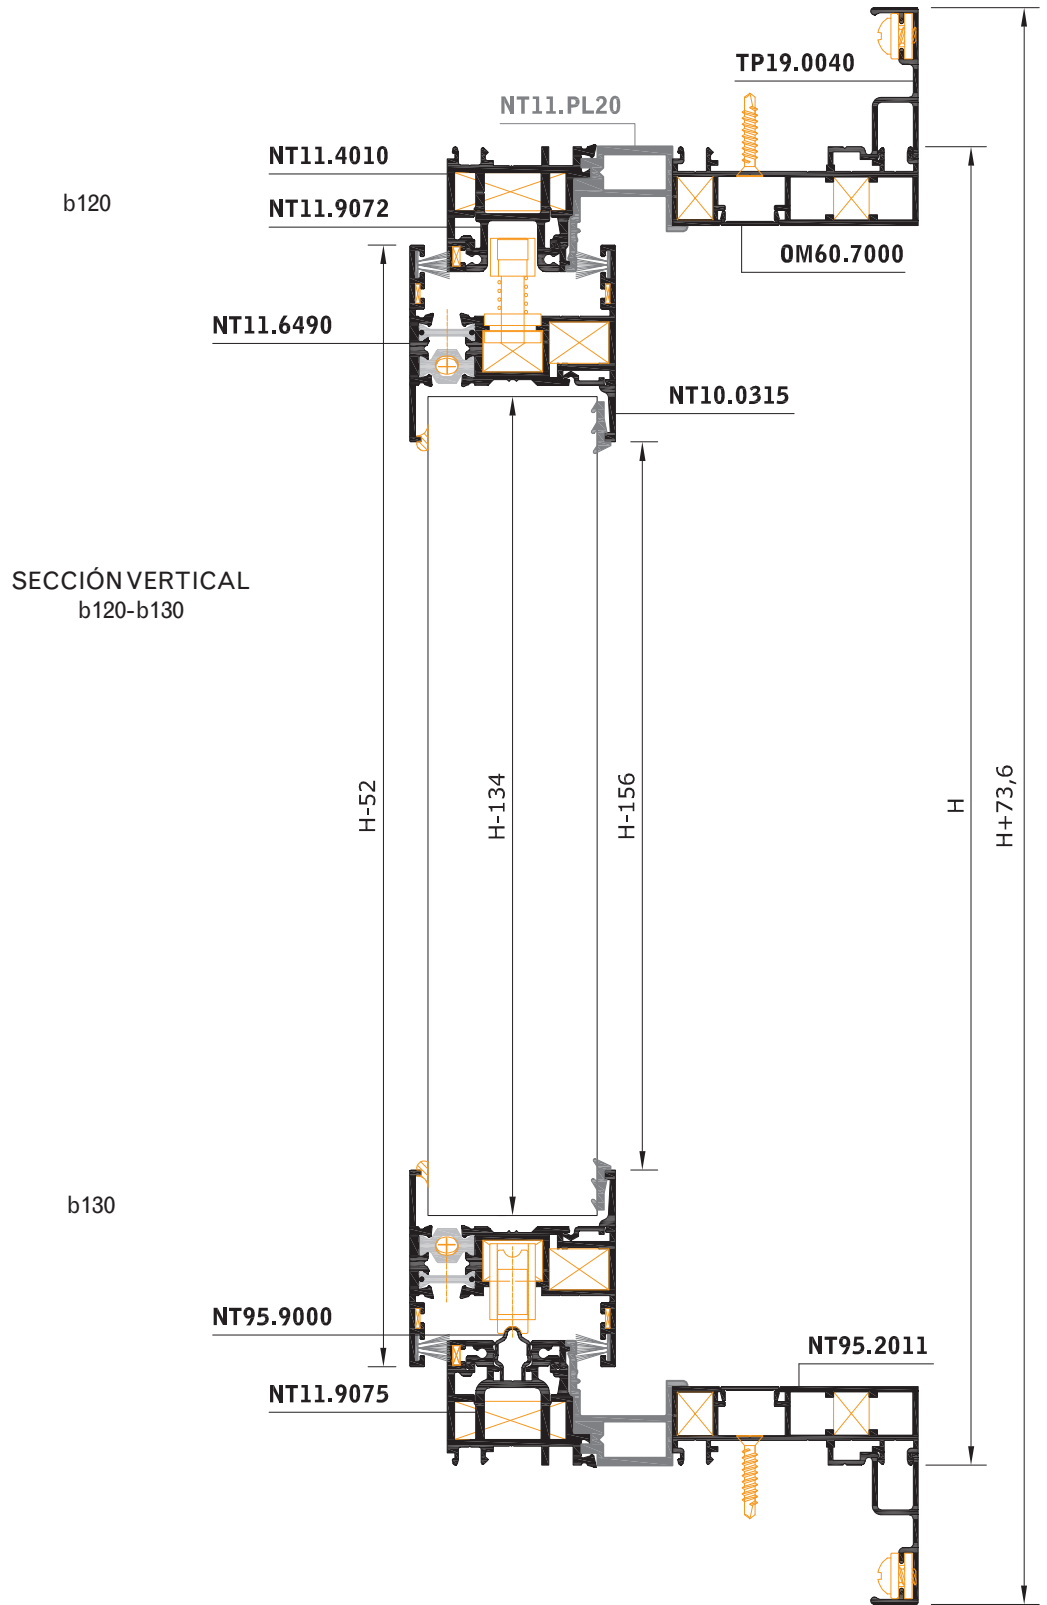 TP19.0040
NT11.PL20
NT11.4010
b120
NT11.9072
OM60.7000
NT11.6490
NT10.0315
SECCIÓN VERTICAL
b120-b130
H-52
H-134
H-156
H
H+73,6
b130
NT95.9000
NT95.2011
NT11.9075